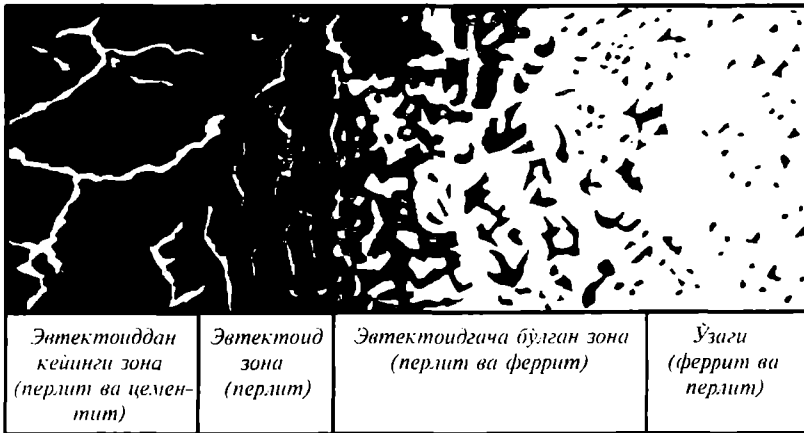 Эвтектоиддан
кейинги зона
(перлит ва цемен-
тит)
Эвтектоид
зона
(перлит)
Эвтектоидгача бўлган зона
(перлит ва феррит)
Ўзаги
(феррит ва
перлит)